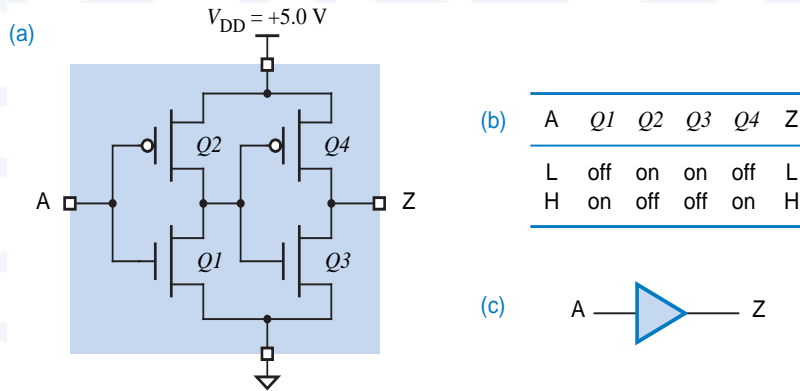 (a)
VDD = +5.0 V
Q2
Q4
A
Z
Q1
Q3
(b)
A Q1 Q2 Q3 Q4 Z
L off on on off L
H on off off on H
(c)
A
Z